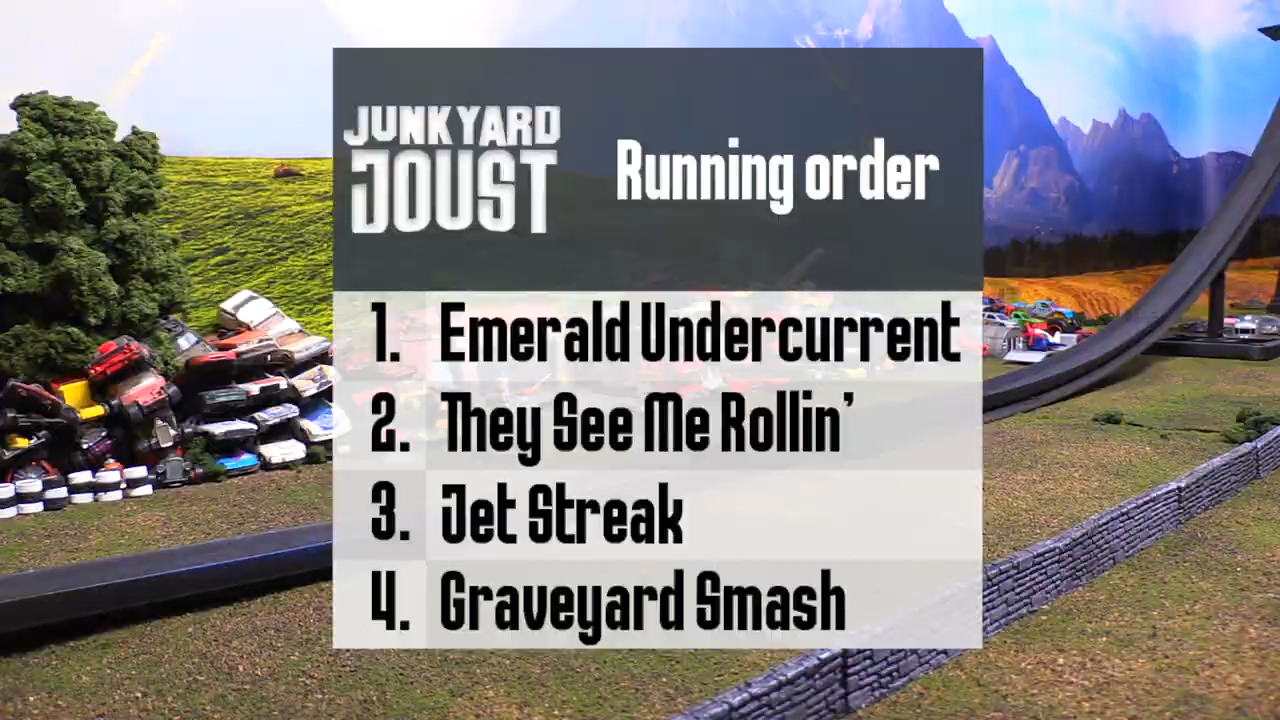 JUNKYARD
JOUST
Running order
1. Emerald Undercurrent
2. They See Me Rollin’
3. Jet Streak
4. Graveyard Smash